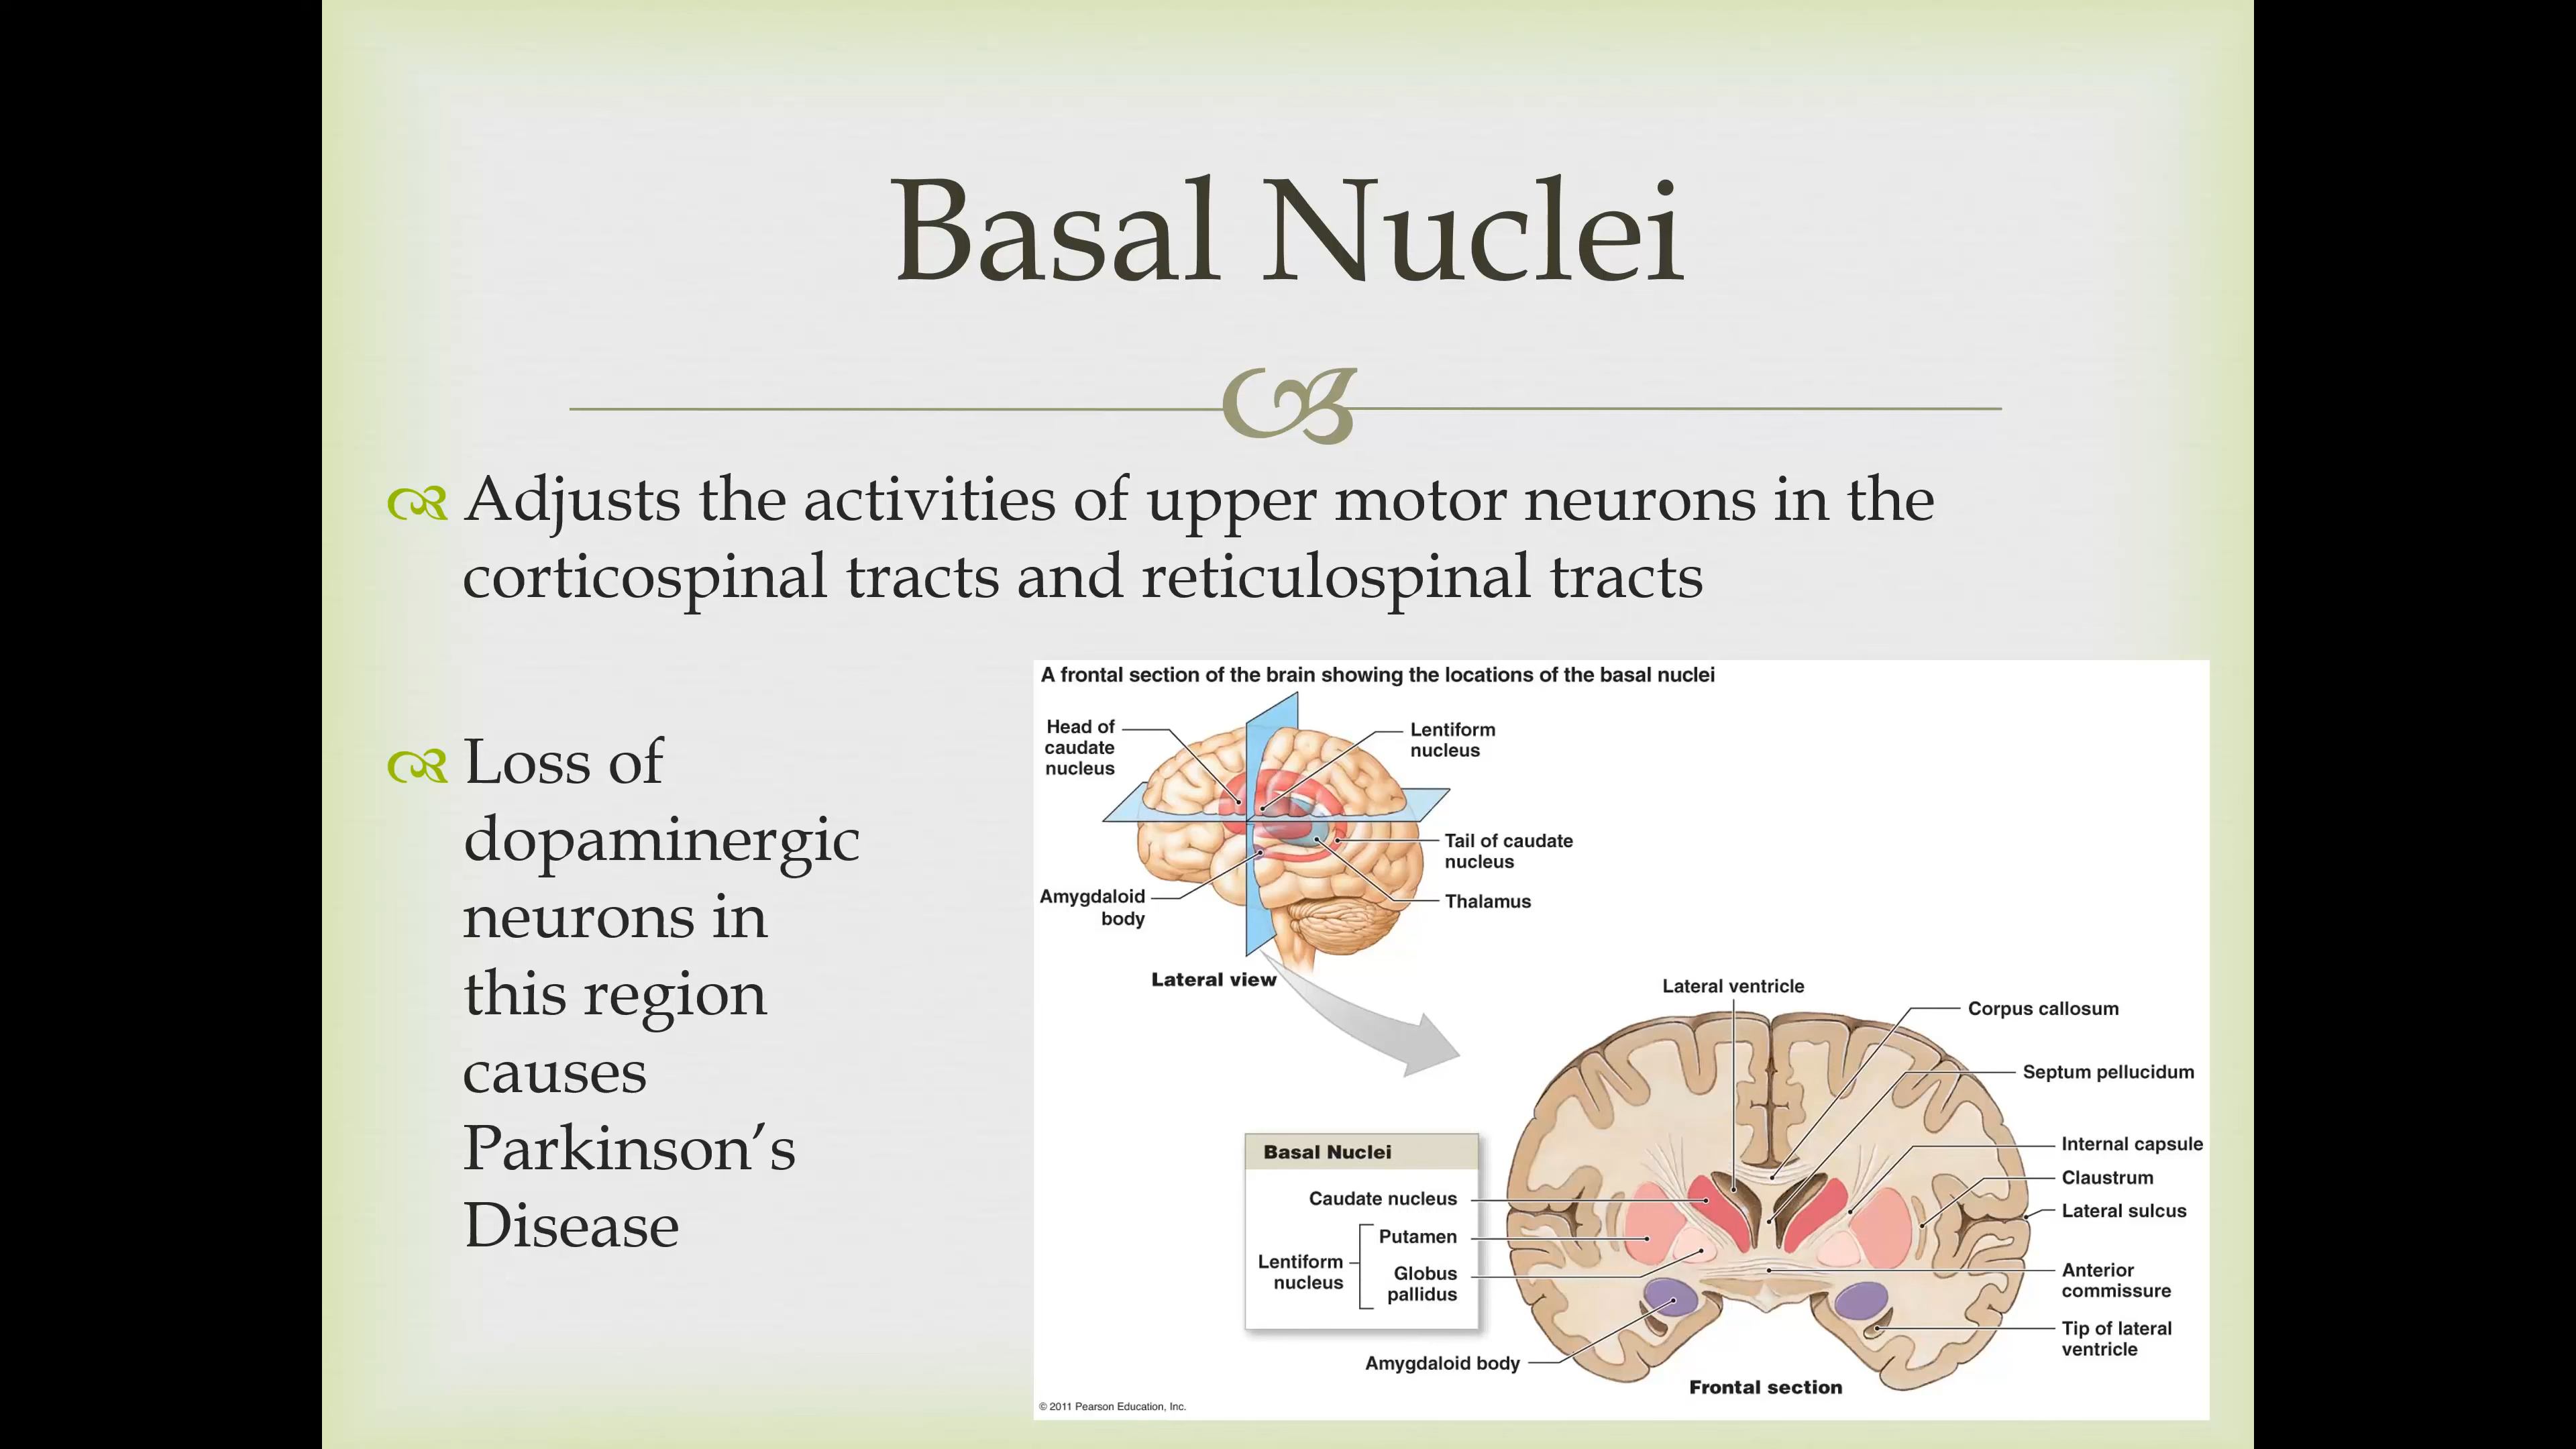 Basal Nuclei
Adjusts the activities of upper motor neurons in the
corticospinal tracts and reticulospinal tracts
Loss of
dopaminergic
neurons in
this region
causes
Parkinson’s
Disease
A frontal section of the brain showing the locations of the basal nuclei
Head of
caudate
nucleus
Lentiform
nucleus
Tail of caudate
nucleus
Amygdaloid
body
Thalamus
Lateral view
Lateral ventricle
Corpus callosum
Septum pellucidum
Internal capsule
Claustrum
Lateral sulcus
Anterior
commissure
Tip of lateral
ventricle
Basal Nuclei
Caudate nucleus
Putamen
Lentiform
nucleus
Globus
pallidus
Amygdaloid body
Frontal section
© 2011 Pearson Education, Inc.